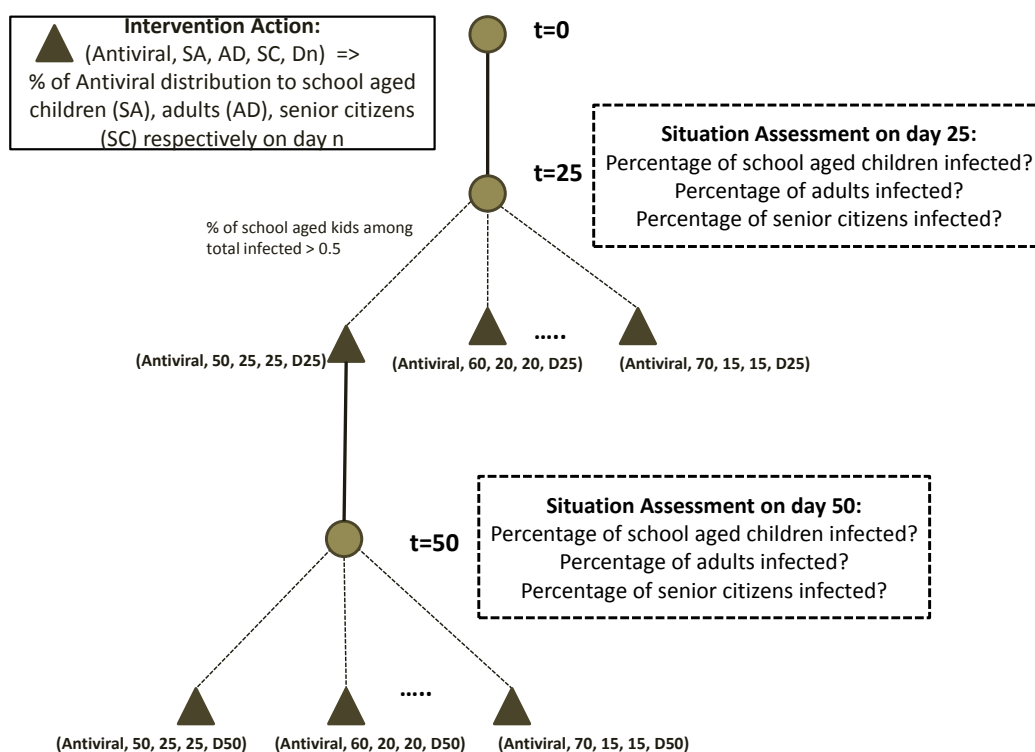 Intervention Action:
(Antiviral, SA, AD, SC, Dn) =>
% of Antiviral distribution to school aged
children (SA), adults (AD), senior citizens
(SC) respectively on day n
t=0
Situation Assessment on day 25:
Percentage of school aged children infected?
Percentage of adults infected?
Percentage of senior citizens infected?
t=25
% of school aged kids among
total infected > 0.5
.....
(Antiviral, 50, 25, 25, D25)
(Antiviral, 60, 20, 20, D25)
(Antiviral, 70, 15, 15, D25)
Situation Assessment on day 50:
Percentage of school aged children infected?
Percentage of adults infected?
Percentage of senior citizens infected?
t=50
.....
(Antiviral, 50, 25, 25, D50)
(Antiviral, 60, 20, 20, D50)
(Antiviral, 70, 15, 15, D50)